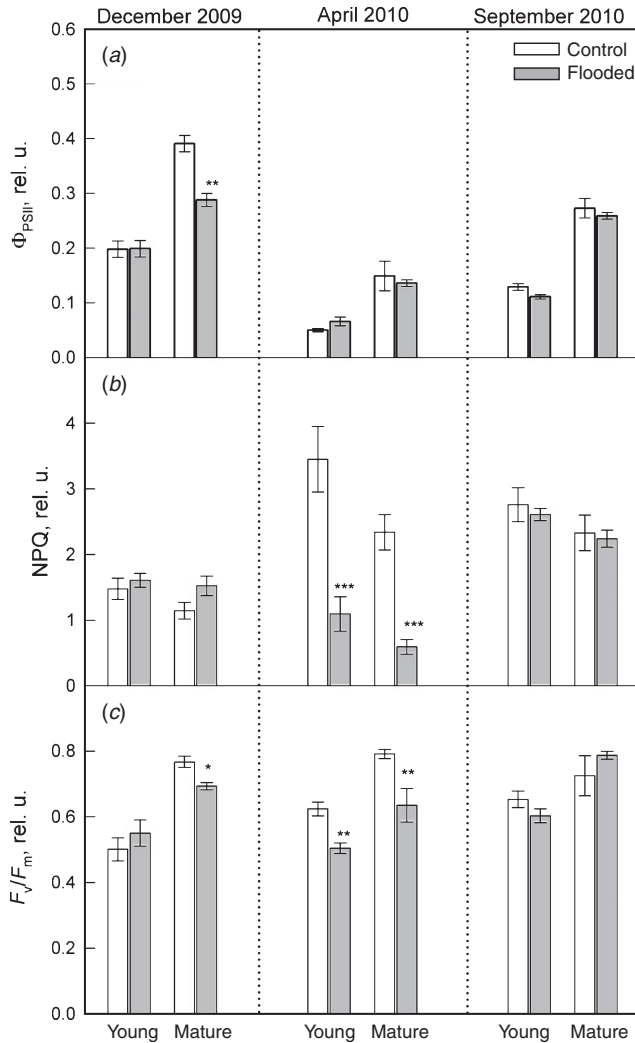 December 2009 April 2010 September 2010
(a)
Control
Flooded
0.6
0.5
0.4
0.3
0.2
0.1
0.0
ΦPSII, rel. u.
**
(b)
4
3
2
1
0
NPQ, rel. u.
***
***
(c)
0.8
0.6
0.4
0.2
0.0
Fv/Fm, rel. u.
*
**
**
Young Mature Young Mature Young Mature